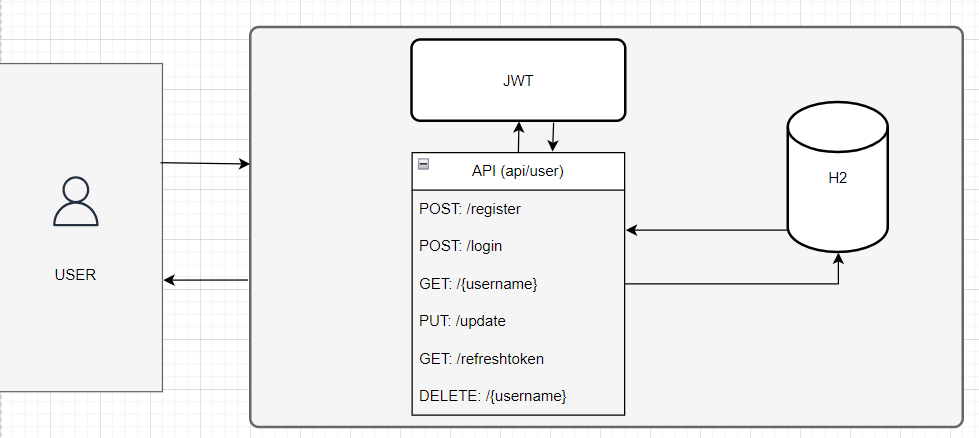 JWT
API (api/user)
POST: /register
POST: /login
GET: /{username}
PUT: /update
GET: /refreshtoken
DELETE: /{username}
H2
USER